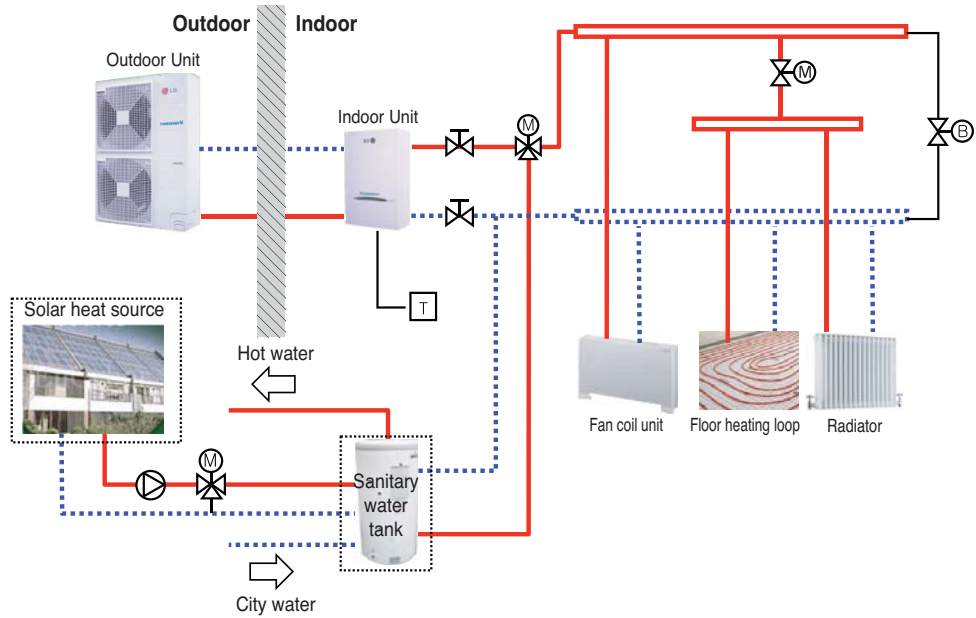 Outdoor
Indoor
Outdoor Unit
LG
Indoor Unit
M
M
B
T
Solar heat source
Hot water
Fan coil unit
Floor heating loop
Radiator
M
Sanitary
water
tank
City water